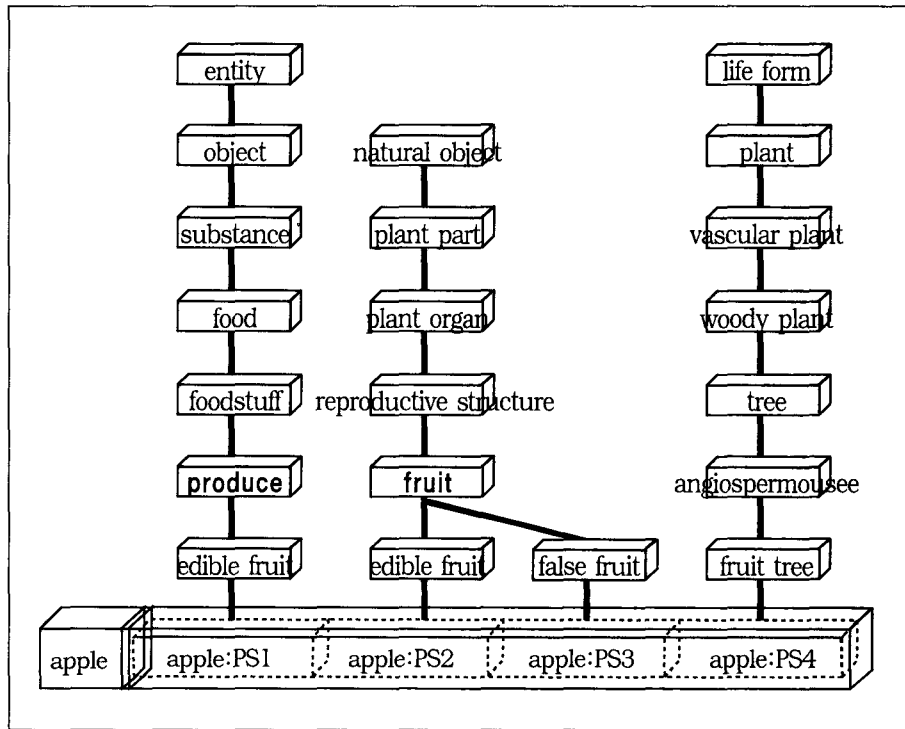 entity life form
object natural object plant
substance plant part vascular plant
food plant organ woody plant
foodstuff reproductive structure tree
produce fruit angiospermousee
edible fruit edible fruit false fruit fruit tree
apple apple:PS1 apple:PS2 apple:PS3 apple:PS4